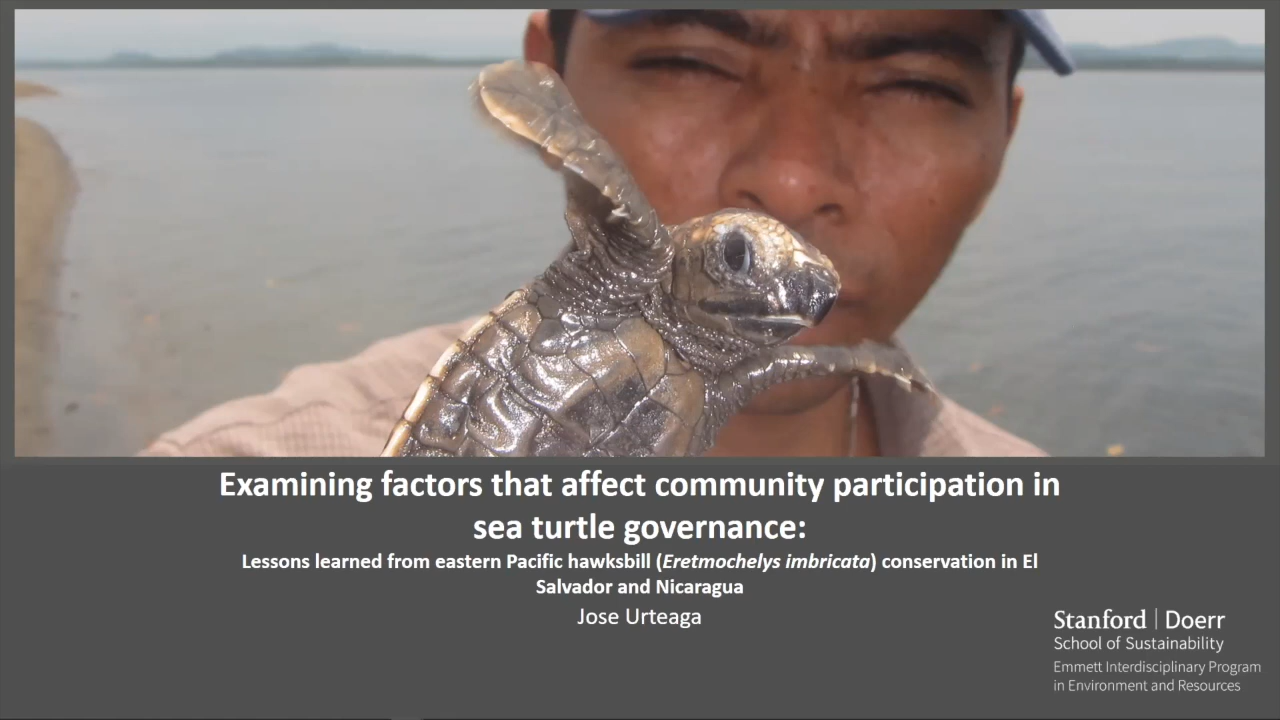 Examining factors that affect community participation in
sea turtle governance:
Lessons learned from eastern Pacific hawksbill (Eretmochelys imbricata) conservation in El
Salvador and Nicaragua
Jose Urteaga
Stanford | Doerr
School of Sustainability
Emmett Interdisciplinary Program
in Environment and Resources